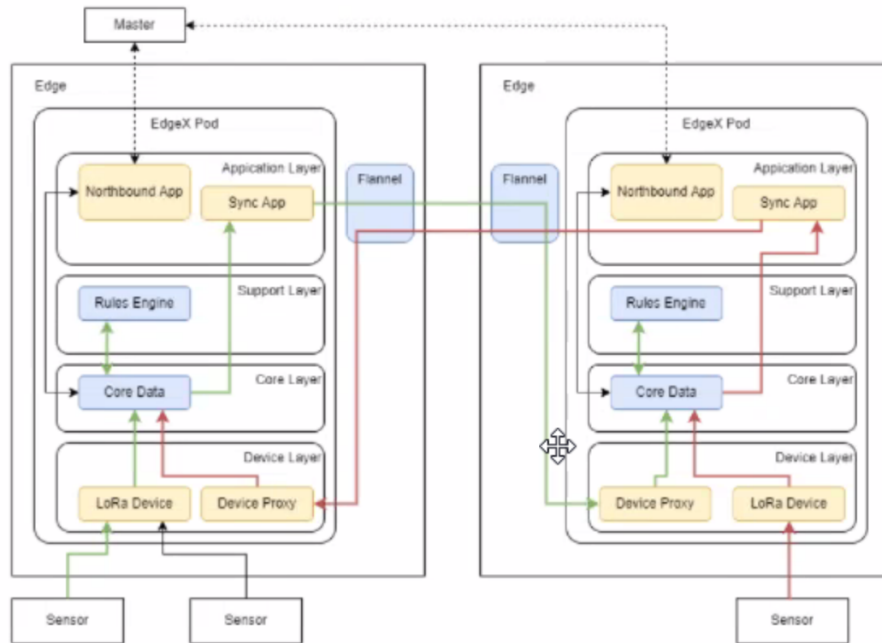 Master
Edge
EdgeX Pod
Appication Layer
Northbound App
Sync App
Flannel
Support Layer
Rules Engine
Core Layer
Core Data
Device Layer
LoRa Device
Device Proxy
Sensor
Sensor
Edge
EdgeX Pod
Flannel
Appication Layer
Northbound App
Sync App
Support Layer
Rules Engine
Core Layer
Core Data
Device Layer
Device Proxy
LoRa Device
Sensor